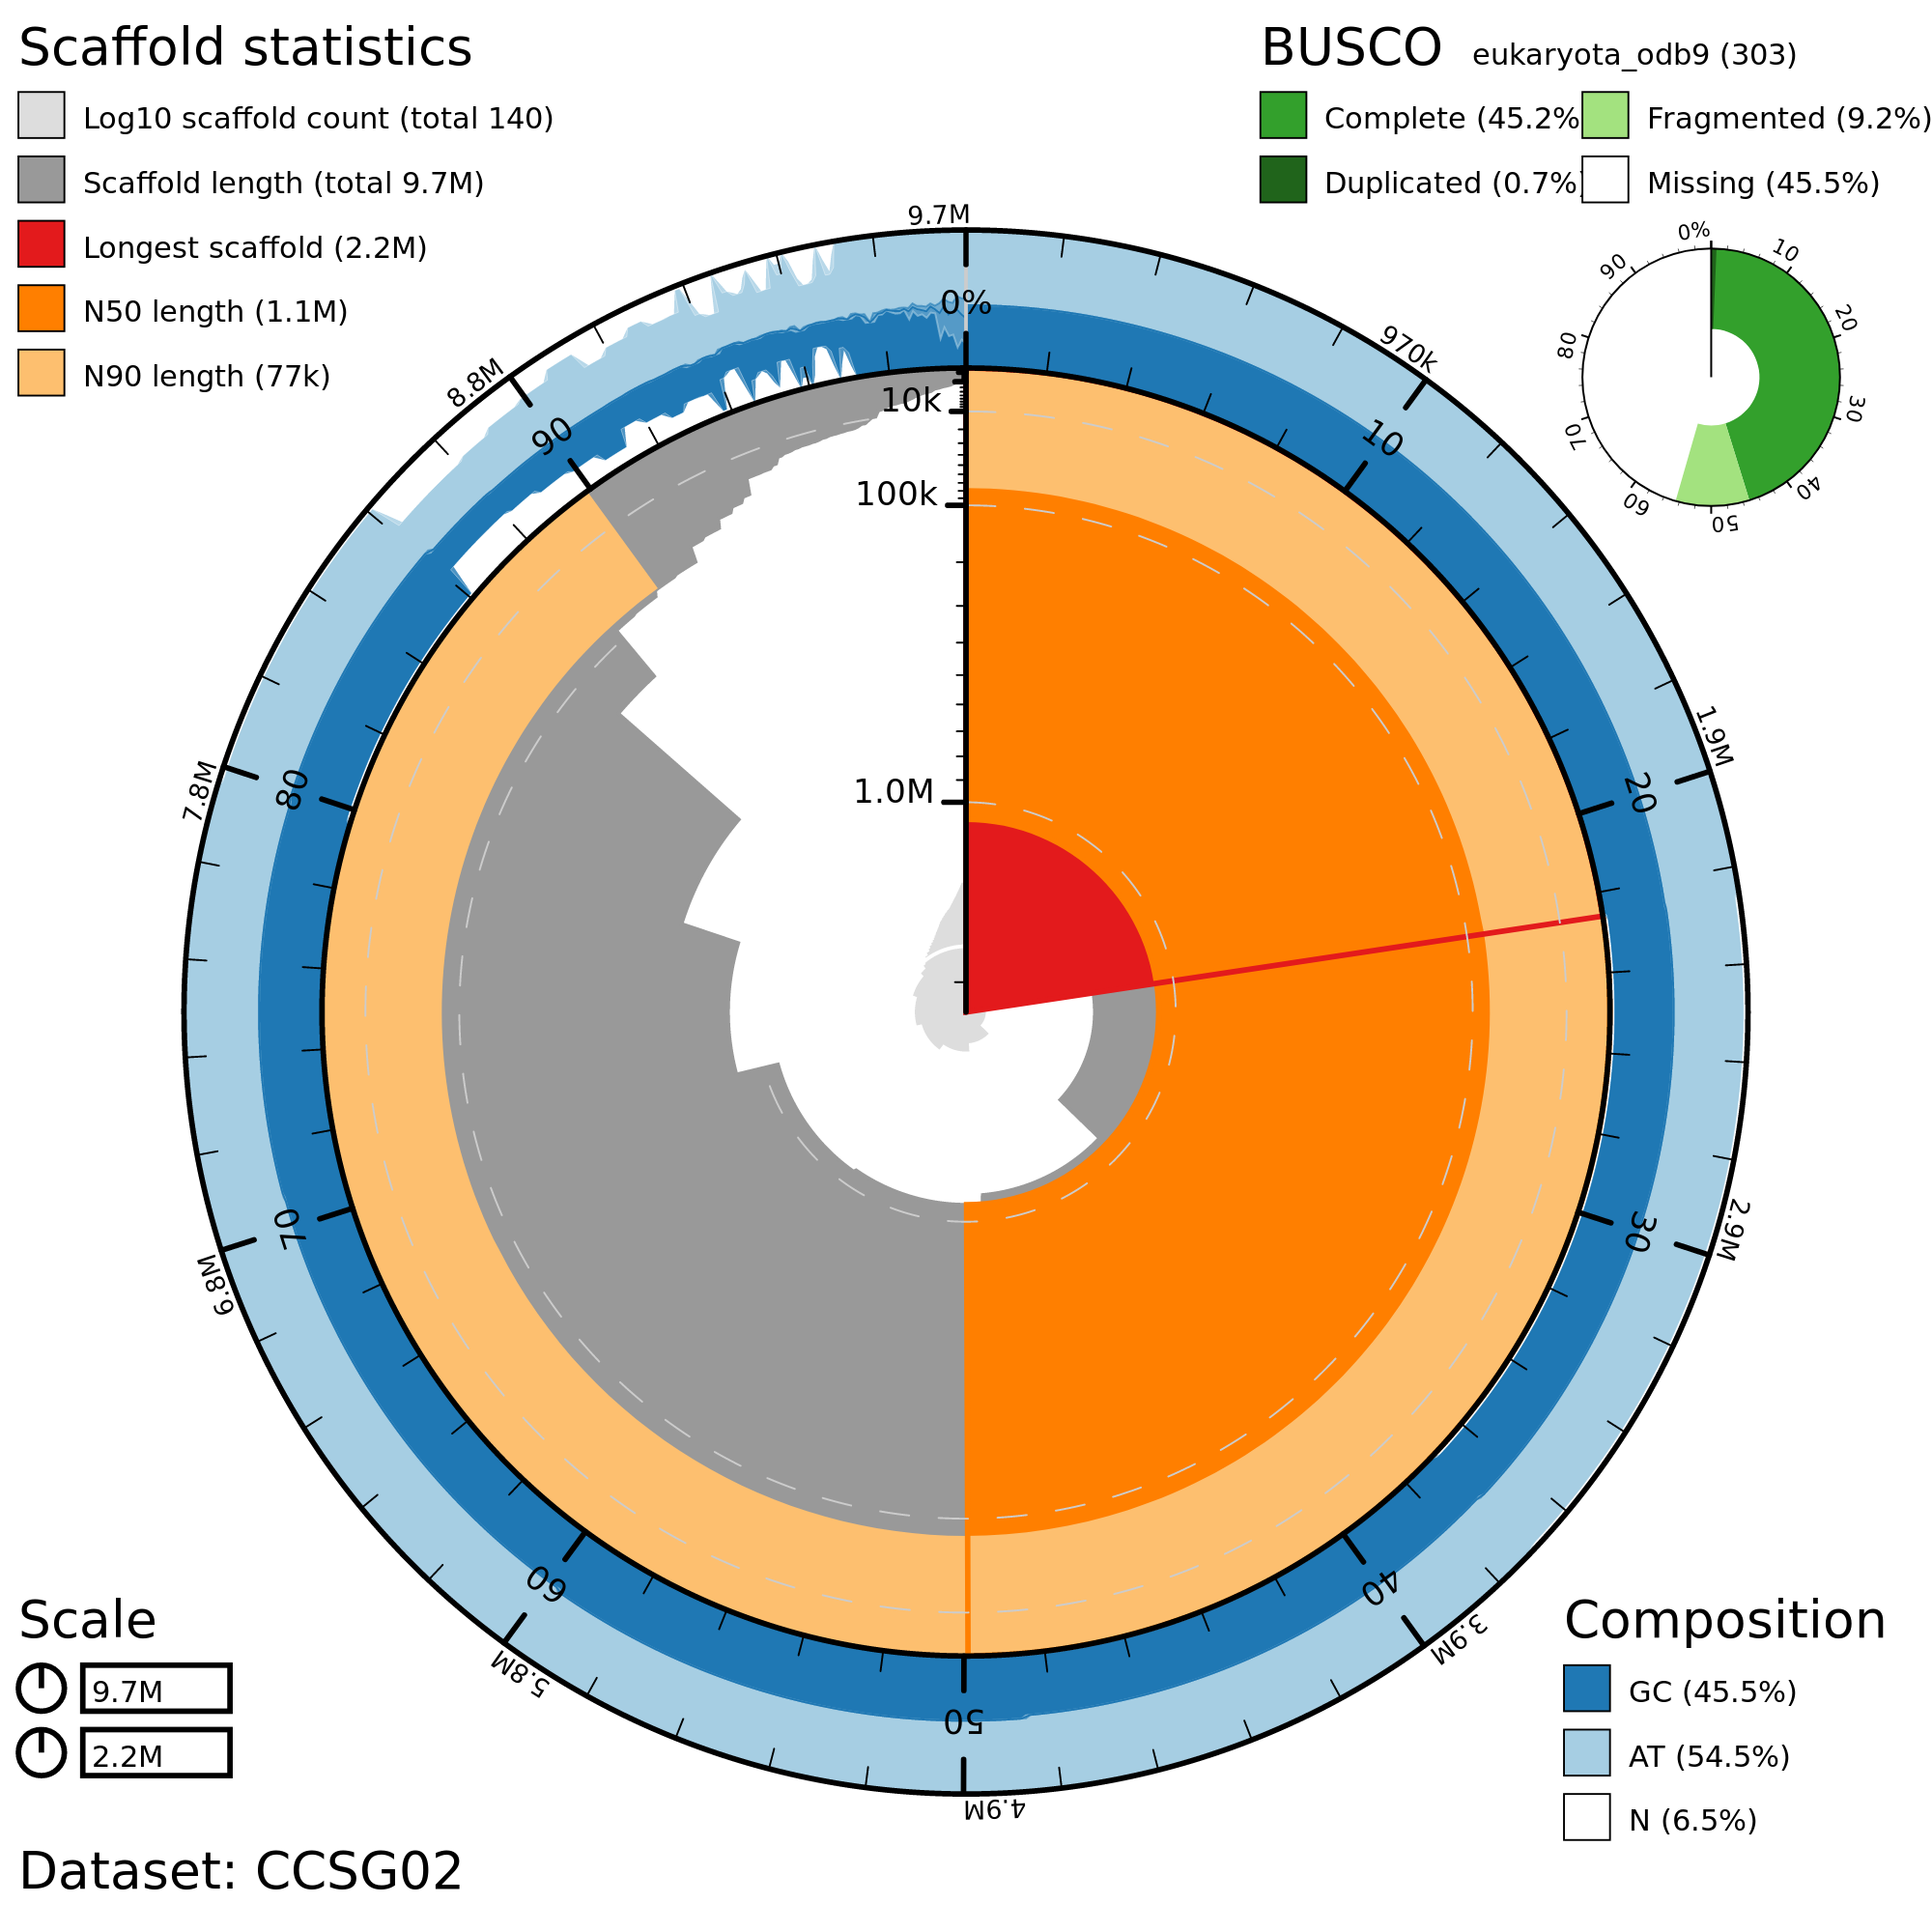 Scaffold statistics
Log10 scaffold count (total 140)
Scaffold length (total 9.7M)
Longest scaffold (2.2M)
N50 length (1.1M)
N90 length (77k)
BUSCO eukaryota_odb9 (303)
Complete (45.2%
Fragmented (9.2%)
Duplicated (0.7%)
Missing (45.5%)
0%
10
20
30
40
50
60
70
80
90
9.7M
970k
1.9M
2.9M
3.9M
4.9M
5.8M
6.8M
7.8M
8.8M
0%
10
20
30
40
50
60
70
80
90
10k
100k
1.0M
Scale
9.7M
2.2M
Composition
GC (45.5%)
AT (54.5%)
N (6.5%)
Dataset: CCSG02